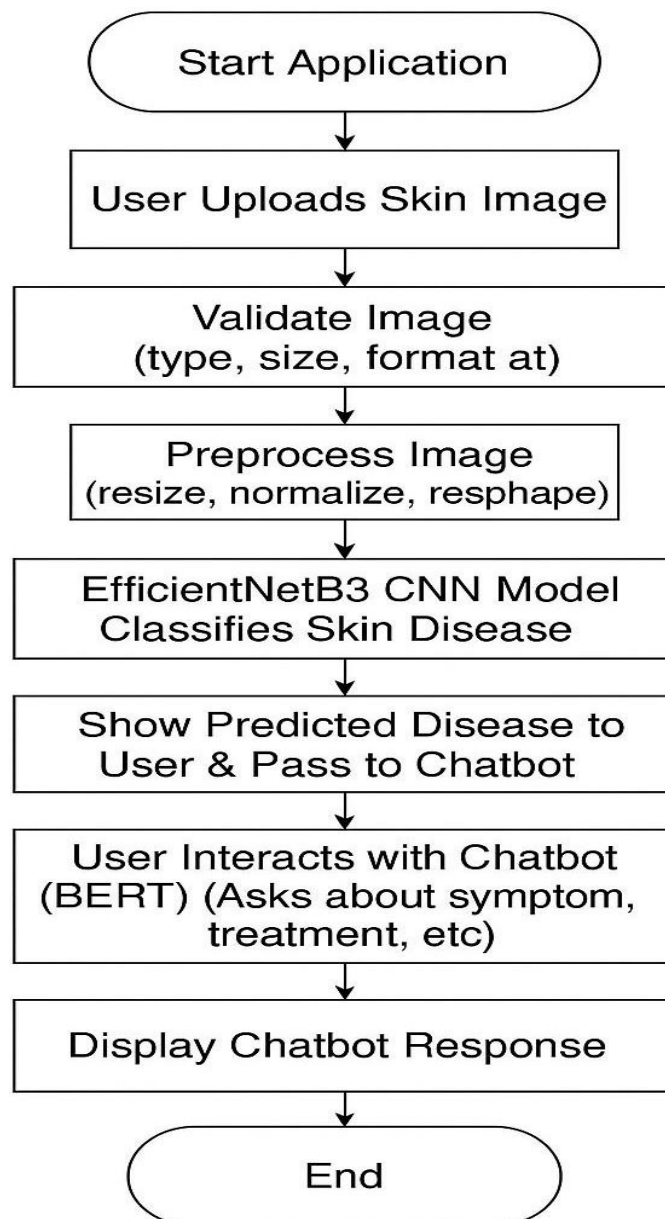 Start Application
User Uploads Skin Image
Validate Image
(type, size, format at)
Preprocess Image
(resize, normalize, resphape)
EfficientNetB3 CNN Model
Classifies Skin Disease
Show Predicted Disease to
User & Pass to Chatbot
User Interacts with Chatbot
(BERT) (Asks about symptom,
treatment, etc)
Display Chatbot Response
End